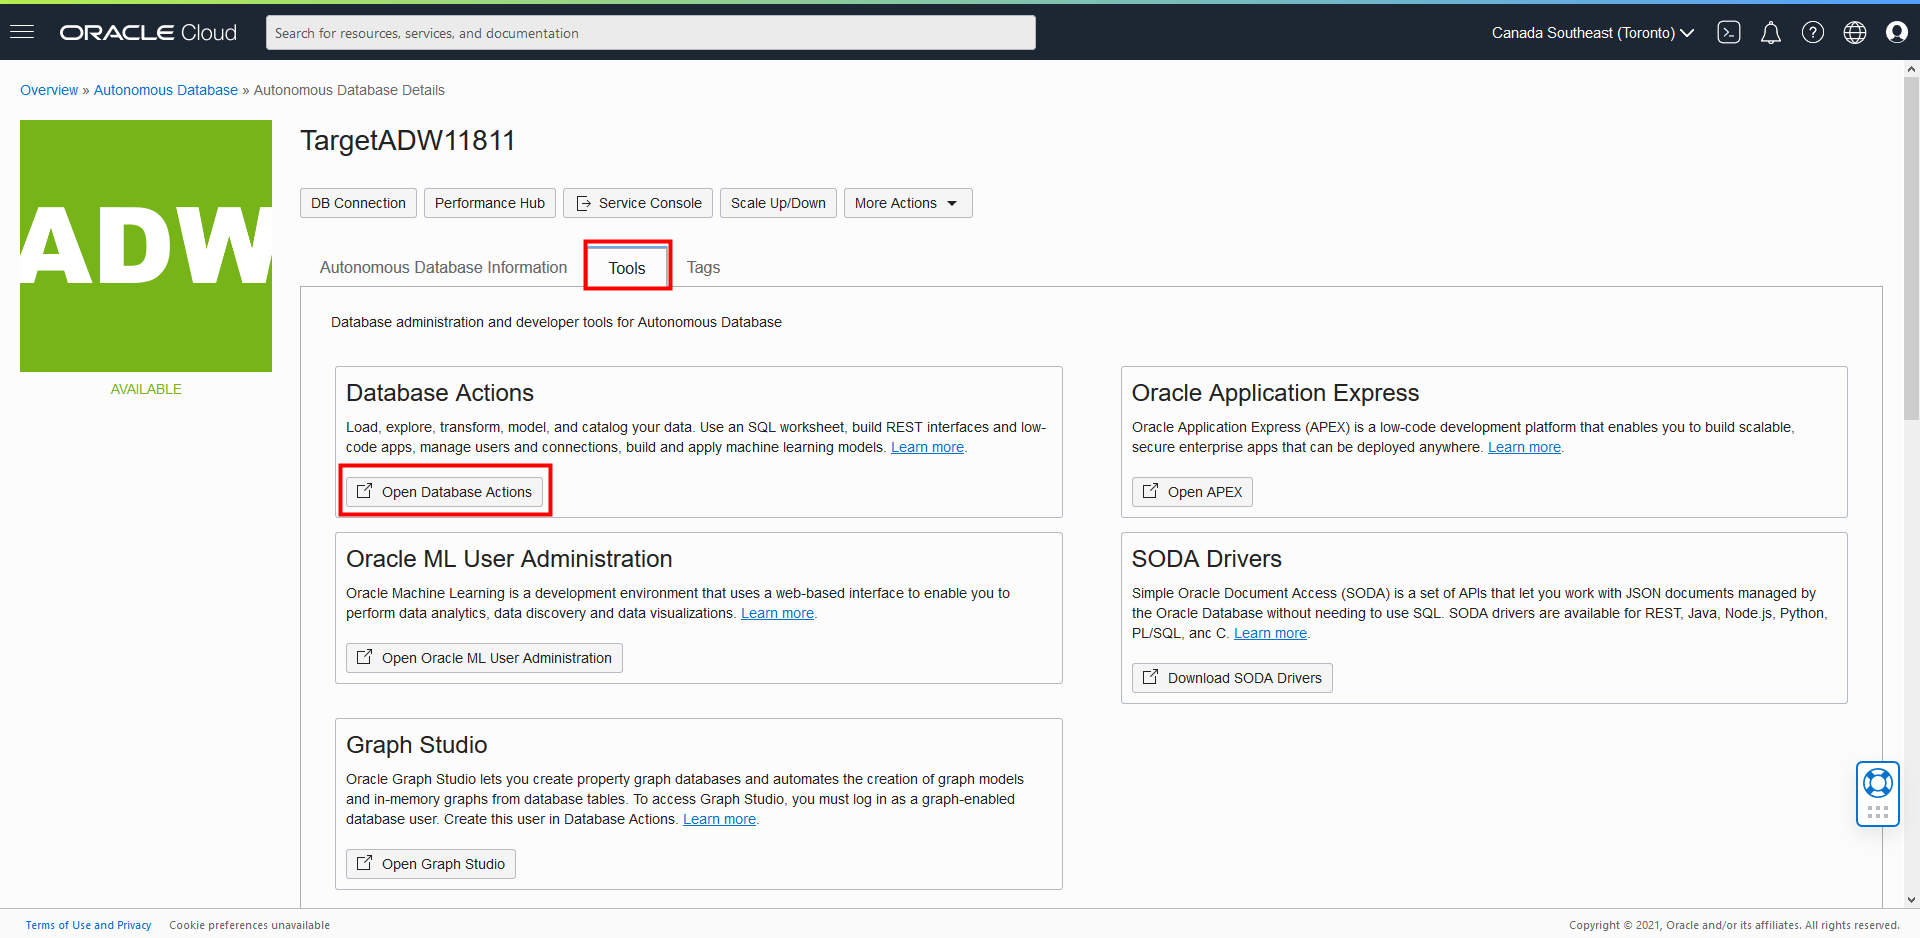 ORACLE Cloud
Search for resources, services, and documentation
Canada Southeast (Toronto)
Overview » Autonomous Database » Autonomous Database Details
ADW
AVAILABLE
TargetADW11811
DB Connection
Performance Hub
Service Console
Scale Up/Down
More Actions
Autonomous Database Information
Tools
Tags
Database administration and developer tools for Autonomous Database
Database Actions
Load, explore, transform, model, and catalog your data. Use an SQL worksheet, build REST interfaces and low-
code apps, manage users and connections, build and apply machine learning models. Learn more.
Open Database Actions
Oracle Application Express
Oracle Application Express (APEX) is a low-code development platform that enables you to build scalable,
secure enterprise apps that can be deployed anywhere. Learn more.
Open APEX
Oracle ML User Administration
Oracle Machine Learning is a development environment that uses a web-based interface to enable you to
perform data analytics, data discovery and data visualizations. Learn more.
Open Oracle ML User Administration
SODA Drivers
Simple Oracle Document Access (SODA) is a set of APIs that let you work with JSON documents managed by
the Oracle Database without needing to use SQL. SODA drivers are available for REST, Java, Node.js, Python,
PL/SQL, anc C. Learn more.
Download SODA Drivers
Graph Studio
Oracle Graph Studio lets you create property graph databases and automates the creation of graph models
and in-memory graphs from database tables. To access Graph Studio, you must log in as a graph-enabled
database user. Create this user in Database Actions. Learn more.
Open Graph Studio
Terms of Use and Privacy
Cookie preferences unavailable
Copyright © 2021, Oracle and/or its affiliates. All rights reserved.